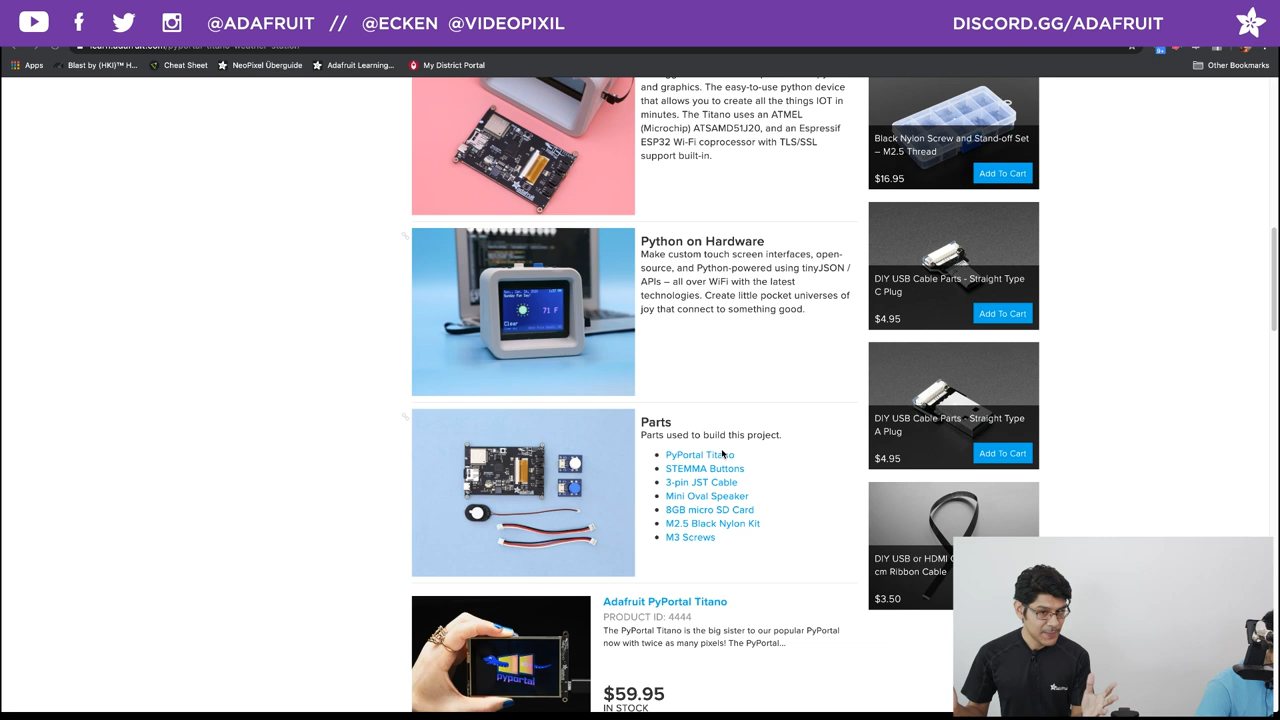 @ADAFRUIT // @ECKEN @VIDEOPIXIL
DISCORD.GG/ADAFRUIT
learn.adafruit.com/pyportal-titano-weather-station
Apps
Blast by (HKI)™ H...
Cheat Sheet
NeoPixel Überguide
Adafruit Learning...
My District Portal
Other Bookmarks
and graphics. The easy-to-use python device
that allows you to create all the things IOT in
minutes. The Titano uses an ATMEL
(Microchip) ATSAMD51J20, and an Espressif
ESP32 Wi-Fi coprocessor with TLS/SSL
support built-in.
Python on Hardware
Make custom touch screen interfaces, open-
source, and Python-powered using tinyJSON /
APIs – all over WiFi with the latest
technologies. Create little pocket universes of
joy that connect to something good.
71 F
Clear
Parts
Parts used to build this project.
PyPortal Titano
STEMMA Buttons
3-pin JST Cable
Mini Oval Speaker
8GB micro SD Card
M2.5 Black Nylon Kit
M3 Screws
Adafruit PyPortal Titano
PRODUCT ID: 4444
The PyPortal Titano is the big sister to our popular PyPortal
now with twice as many pixels! The PyPortal...
$59.95
IN STOCK
pyportal
Black Nylon Screw and Stand-off Set
– M2.5 Thread
$16.95
Add To Cart
DIY USB Cable Parts - Straight Type
C Plug
$4.95
Add To Cart
DIY USB Cable Parts - Straight Type
A Plug
$4.95
Add To Cart
DIY USB or HDMI
cm Ribbon Cable
$3.50